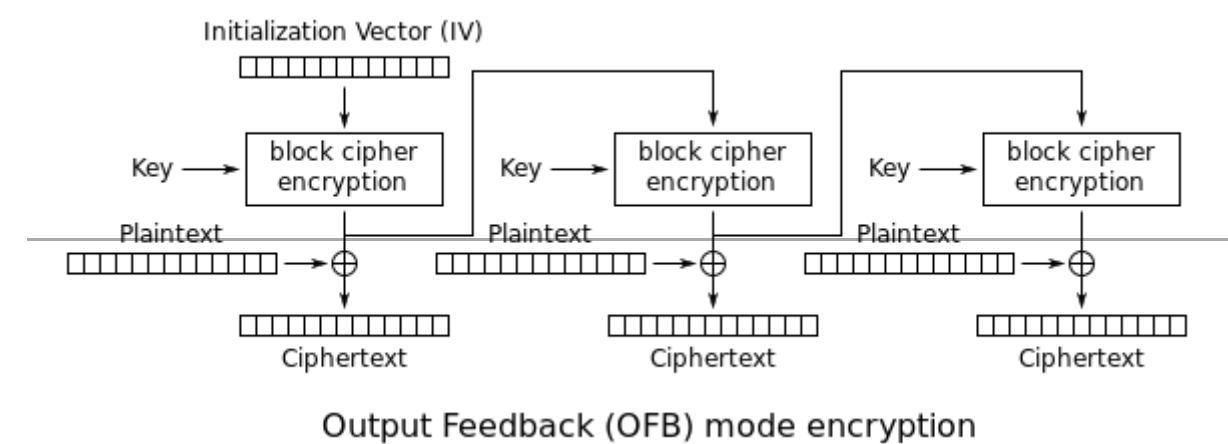 Initialization Vector (IV)
Key
block cipher
encryption
Key
block cipher
encryption
Key
block cipher
encryption
Plaintext
Plaintext
Plaintext
Ciphertext
Ciphertext
Ciphertext
Output Feedback (OFB) mode encryption